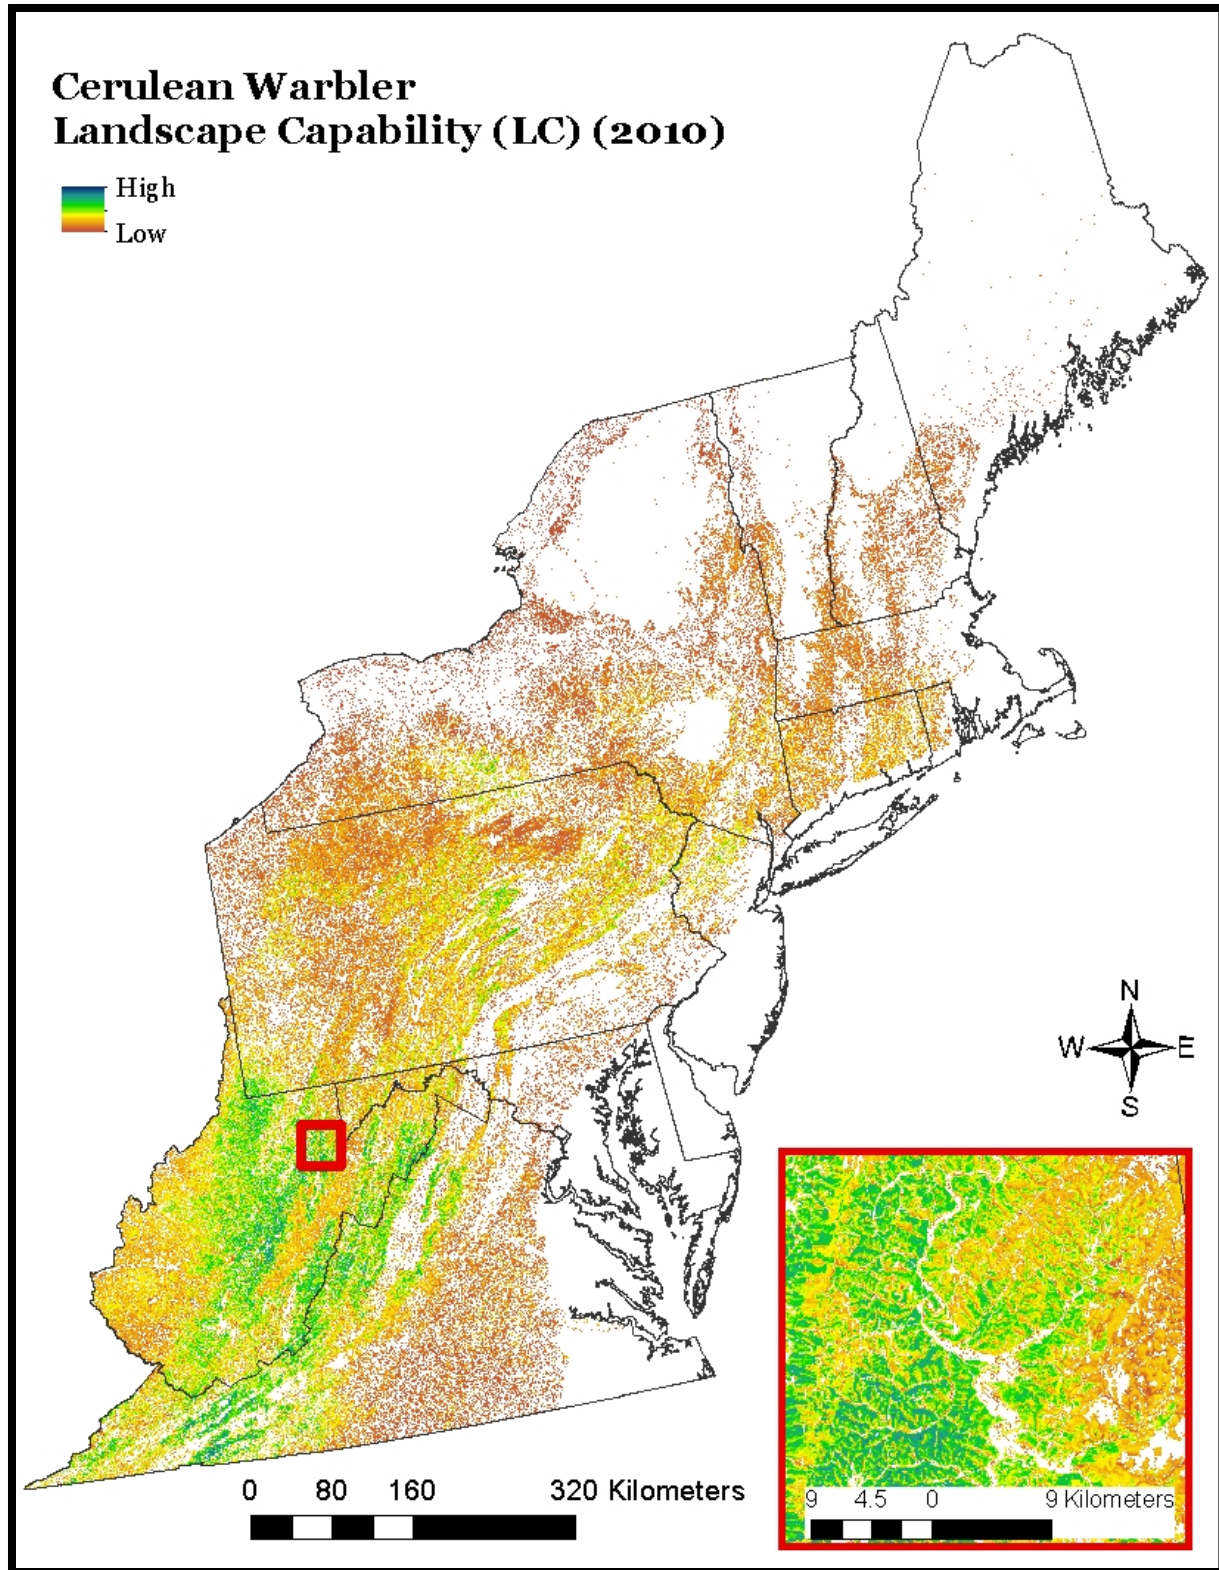 Cerulean Warbler
Landscape Capability (LC) (2010)
High
Low
N
W E
S
0 80 160 320 Kilometers
9 4.5 0 9 Kilometers